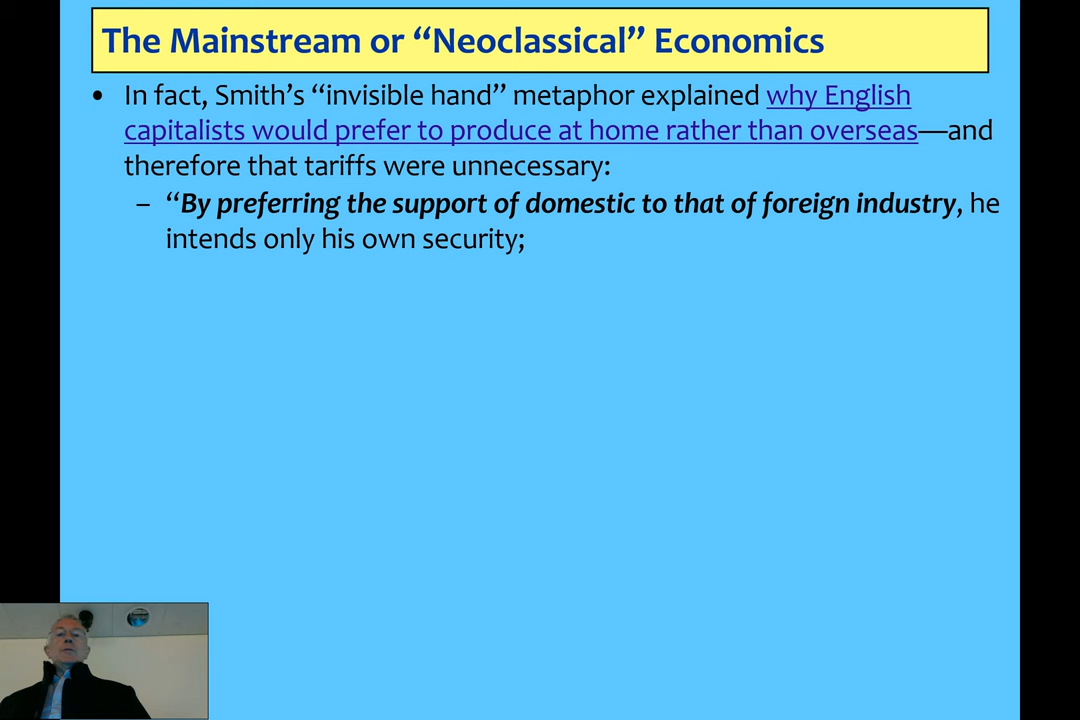 The Mainstream or “Neoclassical” Economics
• In fact, Smith’s “invisible hand” metaphor explained why English
capitalists would prefer to produce at home rather than overseas—and
therefore that tariffs were unnecessary:
– “By preferring the support of domestic to that of foreign industry, he
intends only his own security;